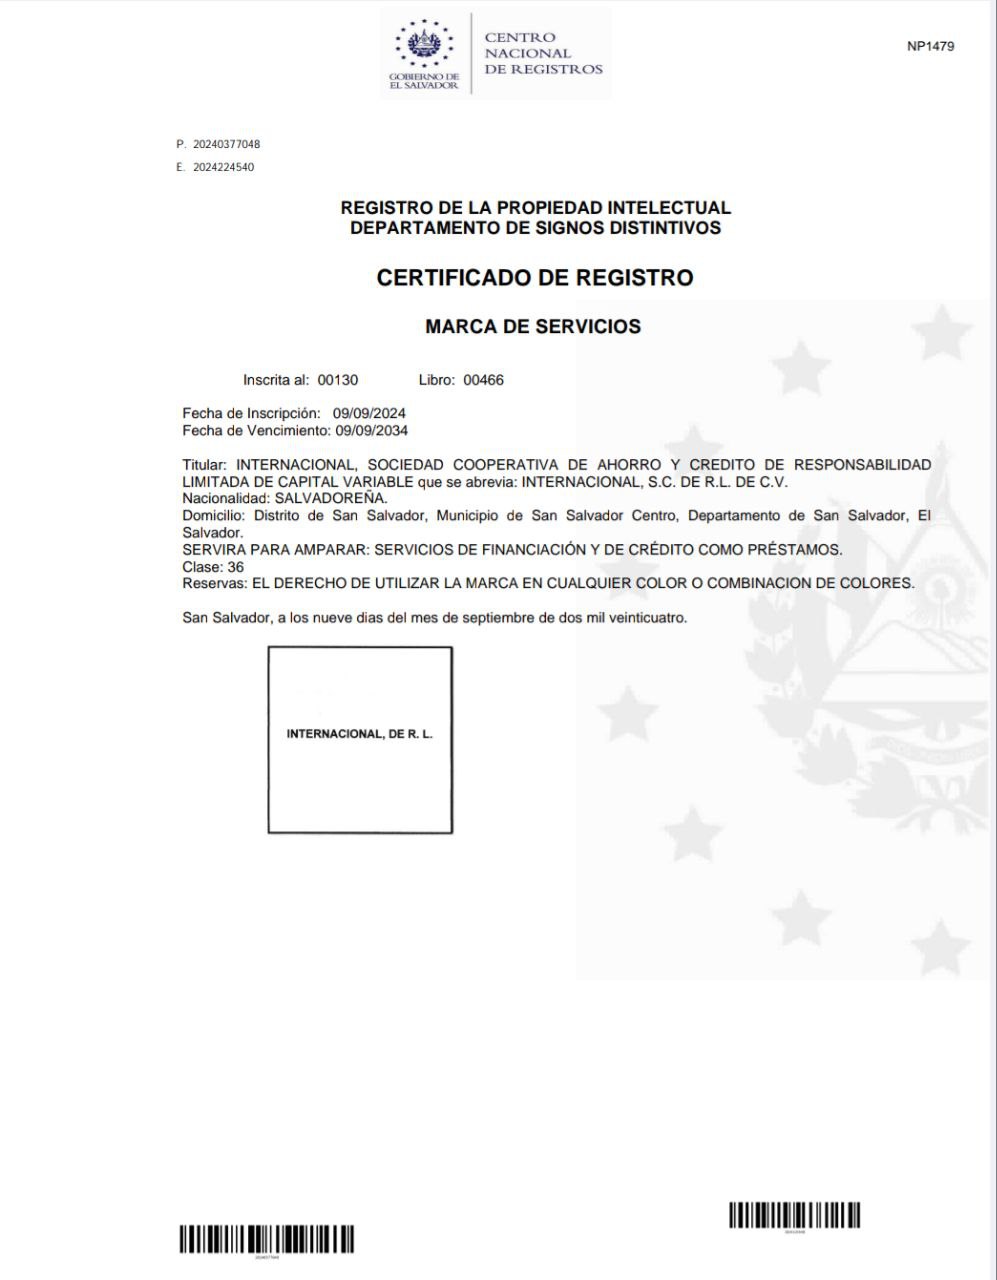 GOBIERNO DE
EL SALVADOR
CENTRO
NACIONAL
DE REGISTROS
NP1479
P. 20240377048
E. 2024224540
REGISTRO DE LA PROPIEDAD INTELECTUAL
DEPARTAMENTO DE SIGNOS DISTINTIVOS
CERTIFICADO DE REGISTRO
MARCA DE SERVICIOS
Inscrita al: 00130 Libro: 00466
Fecha de Inscripción: 09/09/2024
Fecha de Vencimiento: 09/09/2034
Titular: INTERNACIONAL, SOCIEDAD COOPERATIVA DE AHORRO Y CREDITO DE RESPONSABILIDAD
LIMITADA DE CAPITAL VARIABLE que se abrevia: INTERNACIONAL, S.C. DE R.L. DE C.V.
Nacionalidad: SALVADOREÑA.
Domicilio: Distrito de San Salvador, Municipio de San Salvador Centro, Departamento de San Salvador, El
Salvador.
SERVIRA PARA AMPARAR: SERVICIOS DE FINANCIACIÓN Y DE CRÉDITO COMO PRÉSTAMOS.
Clase: 36
Reservas: EL DERECHO DE UTILIZAR LA MARCA EN CUALQUIER COLOR O COMBINACION DE COLORES.
San Salvador, a los nueve dias del mes de septiembre de dos mil veinticuatro.
INTERNACIONAL, DE R. L.